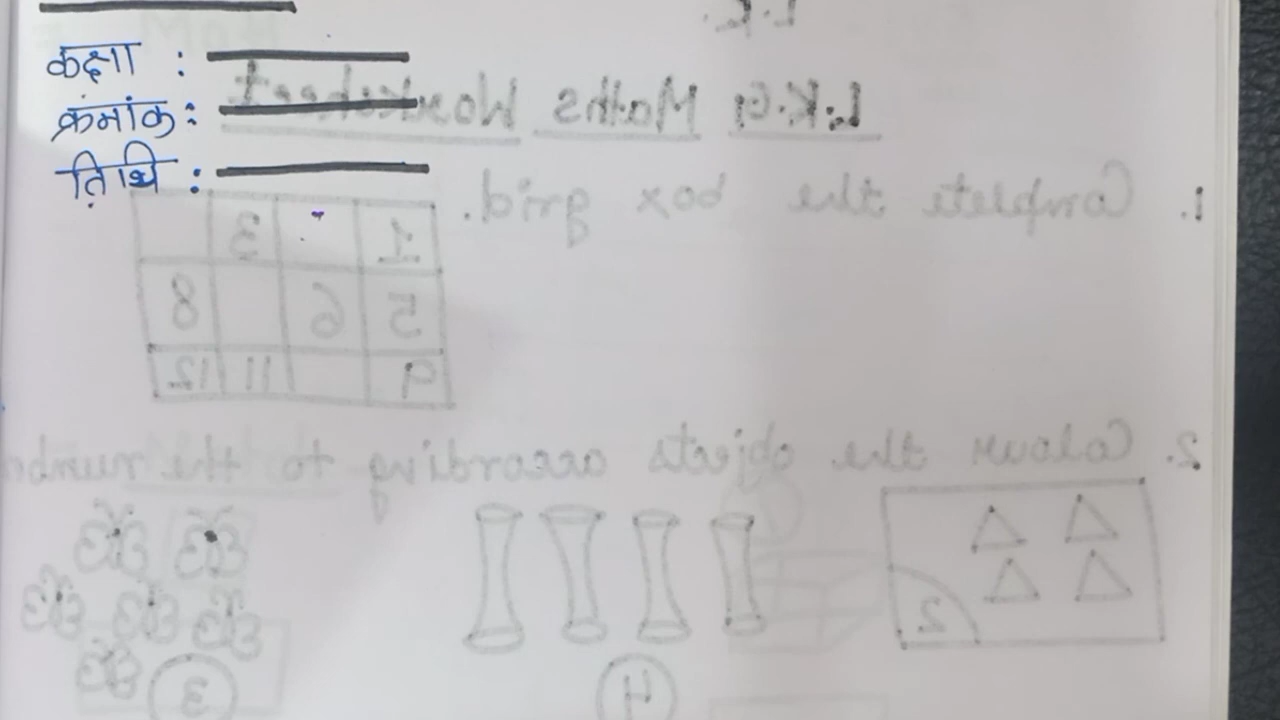 कक्षा :
क्रमांक :
तिथि :
L.K.G Maths Worksheet
1. Complete the box grid.
1 3
5 6 8
9 11 12
2. Colour the objects according to the number
2 4 3